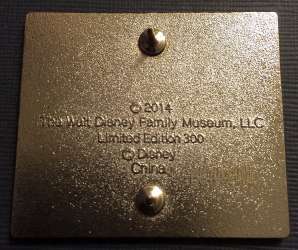 © 2014
The Walt Disney Family Museum, LLC
Limited Edition 300
© Disney
China